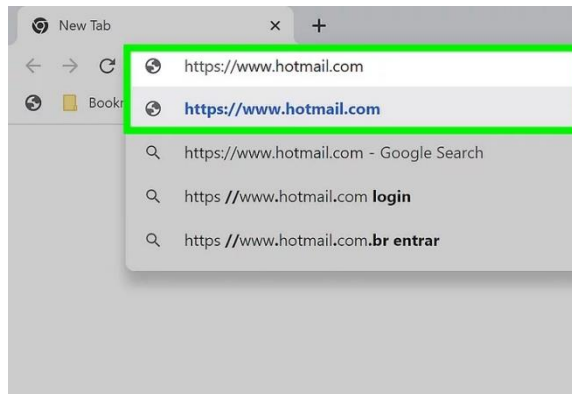 New Tab
https://www.hotmail.com
Bookr
https://www.hotmail.com
https://www.hotmail.com - Google Search
https //www.hotmail.com login
https //www.hotmail.com.br entrar